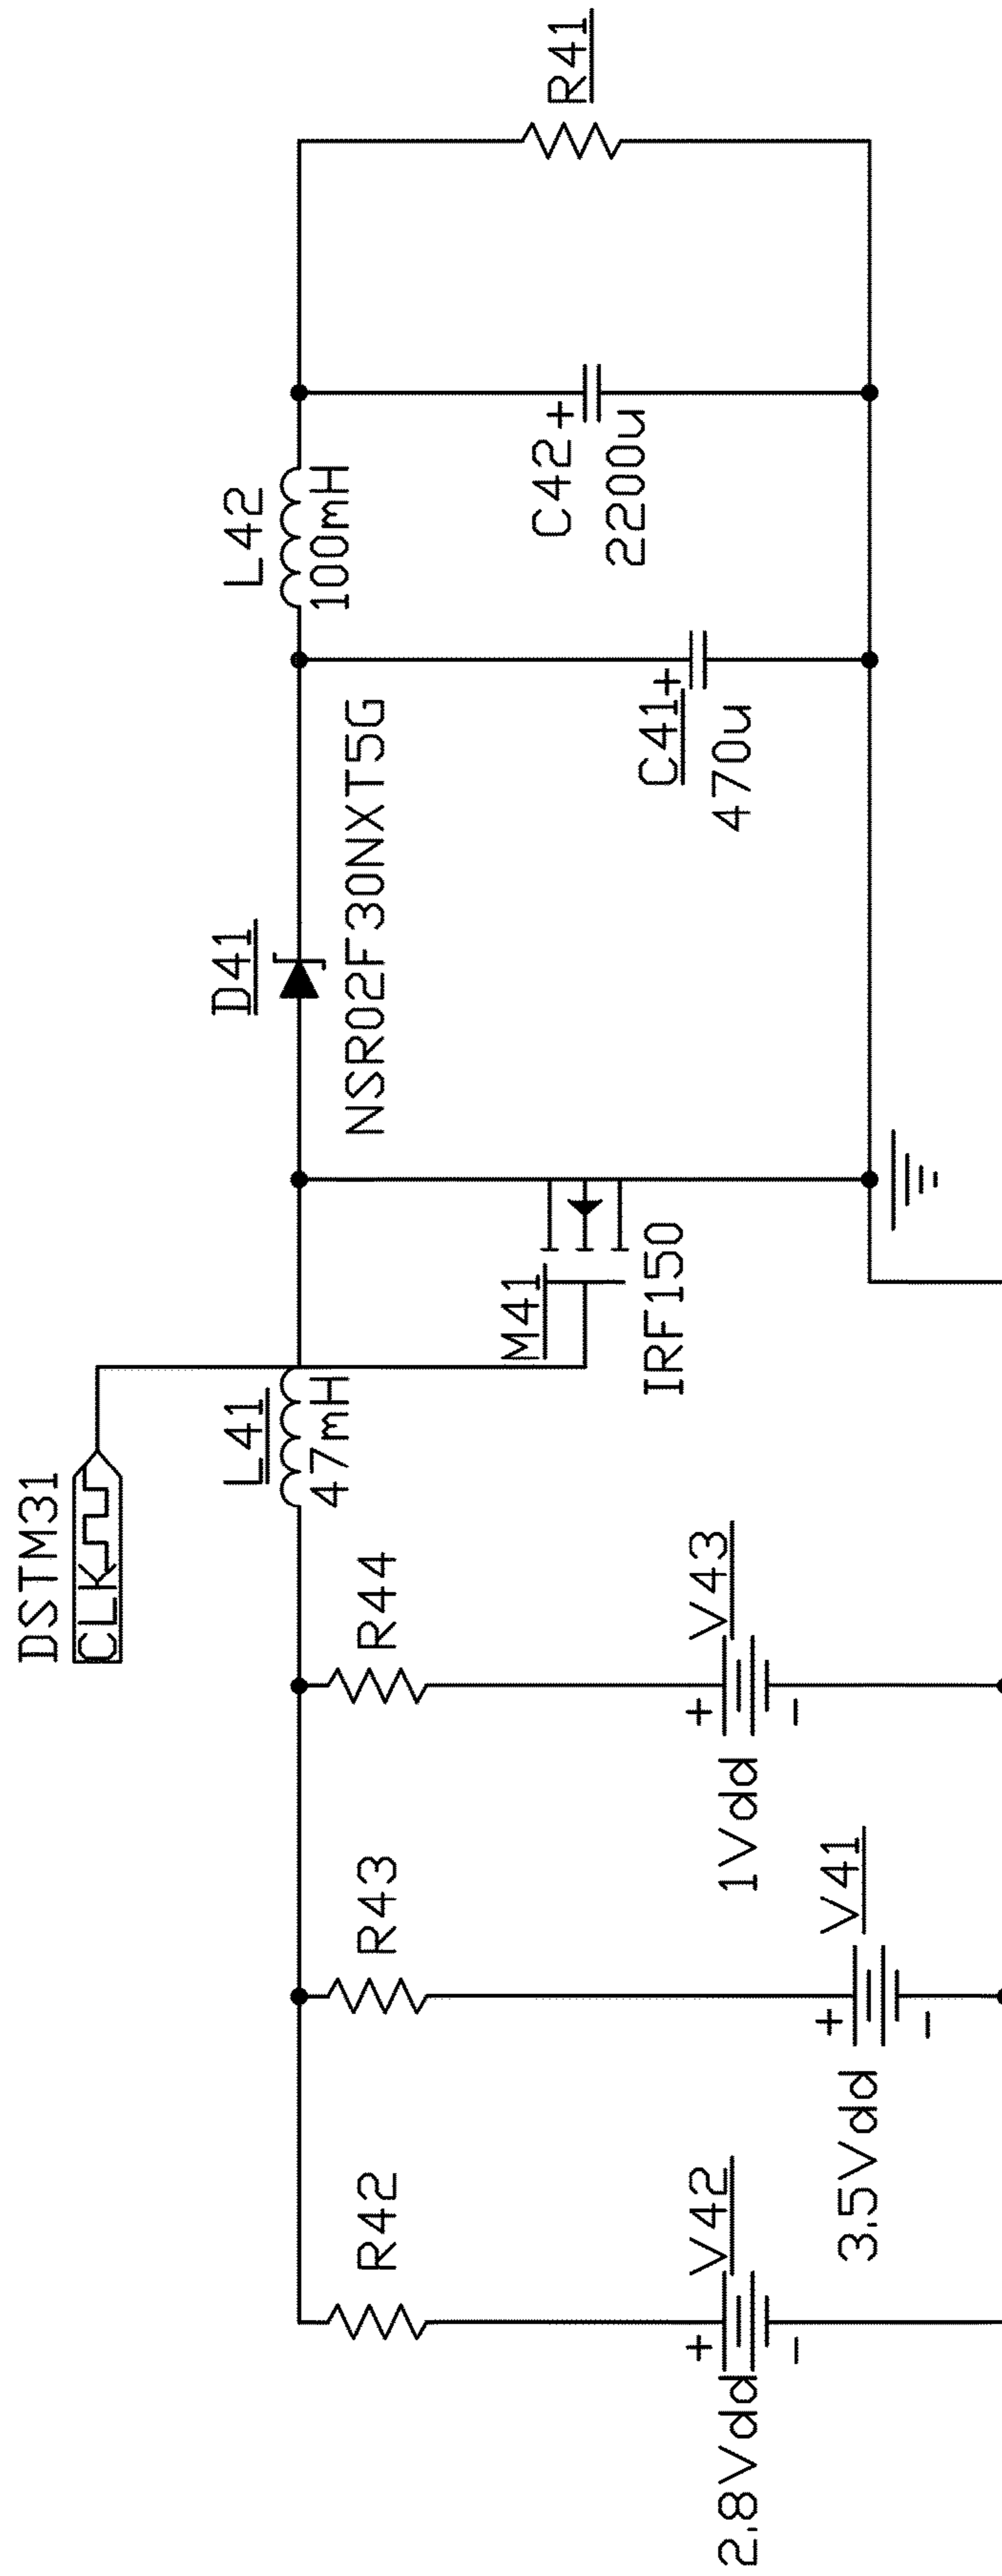 DSTM31
CLK
R42
R43
R44
L41
47mH
D41
NSR02F30NXT5G
L42
100mH
R41
M41
IRF150
C41
+
470u
C42
+
2200u
V42
+
-
2.8Vdd
V41
+
-
3.5Vdd
V43
+
-
1Vdd